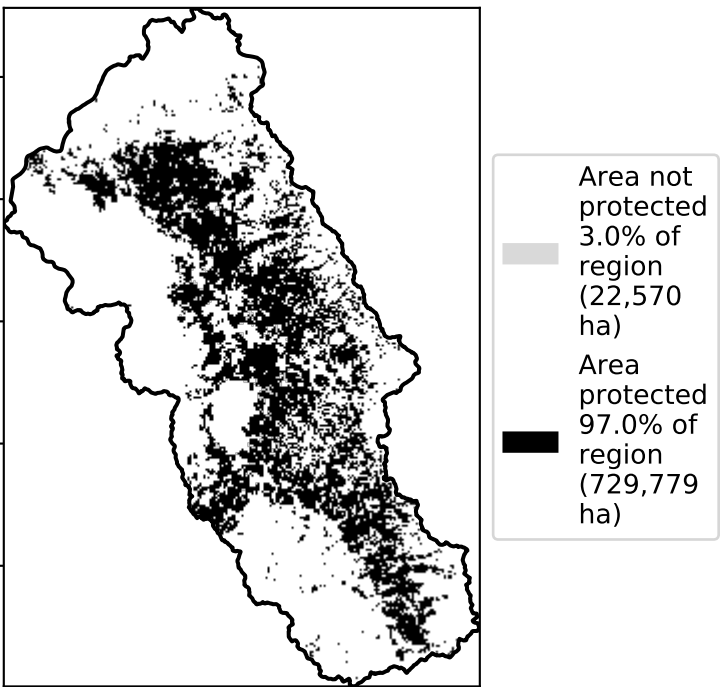 Area not
protected
3.0% of
region
(22,570
ha)
Area
protected
97.0% of
region
(729,779
ha)